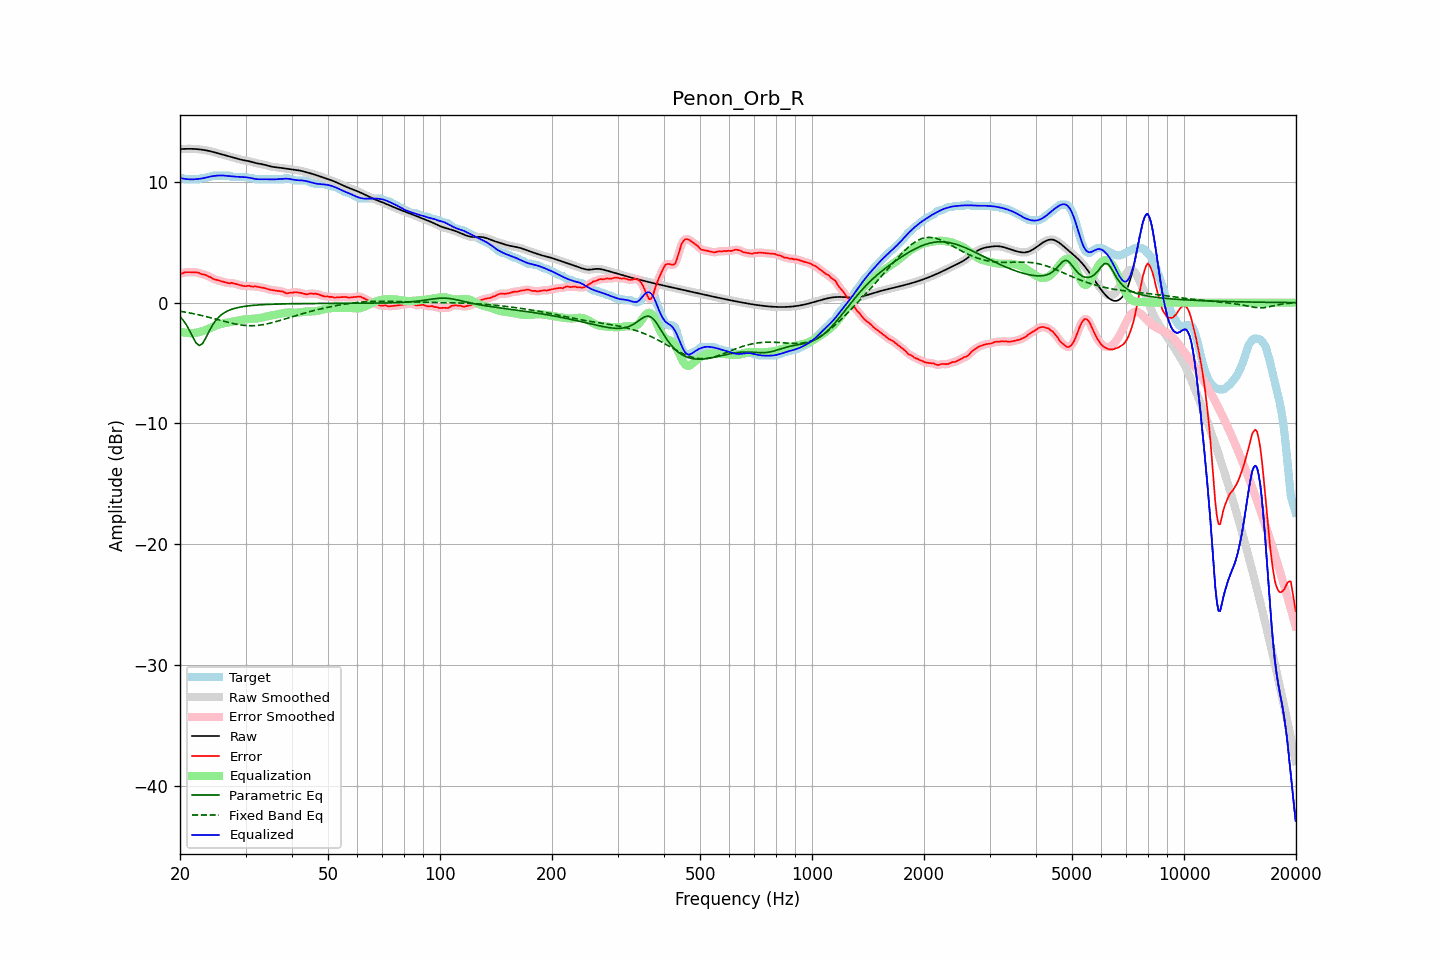 Penon_Orb_R
Amplitude (dBr)
10
0
−10
−20
−30
−40
Target
Raw Smoothed
Error Smoothed
Raw
Error
Equalization
Parametric Eq
Fixed Band Eq
Equalized
20 50 100 200 500 1000 2000 5000 10000 20000
Frequency (Hz)